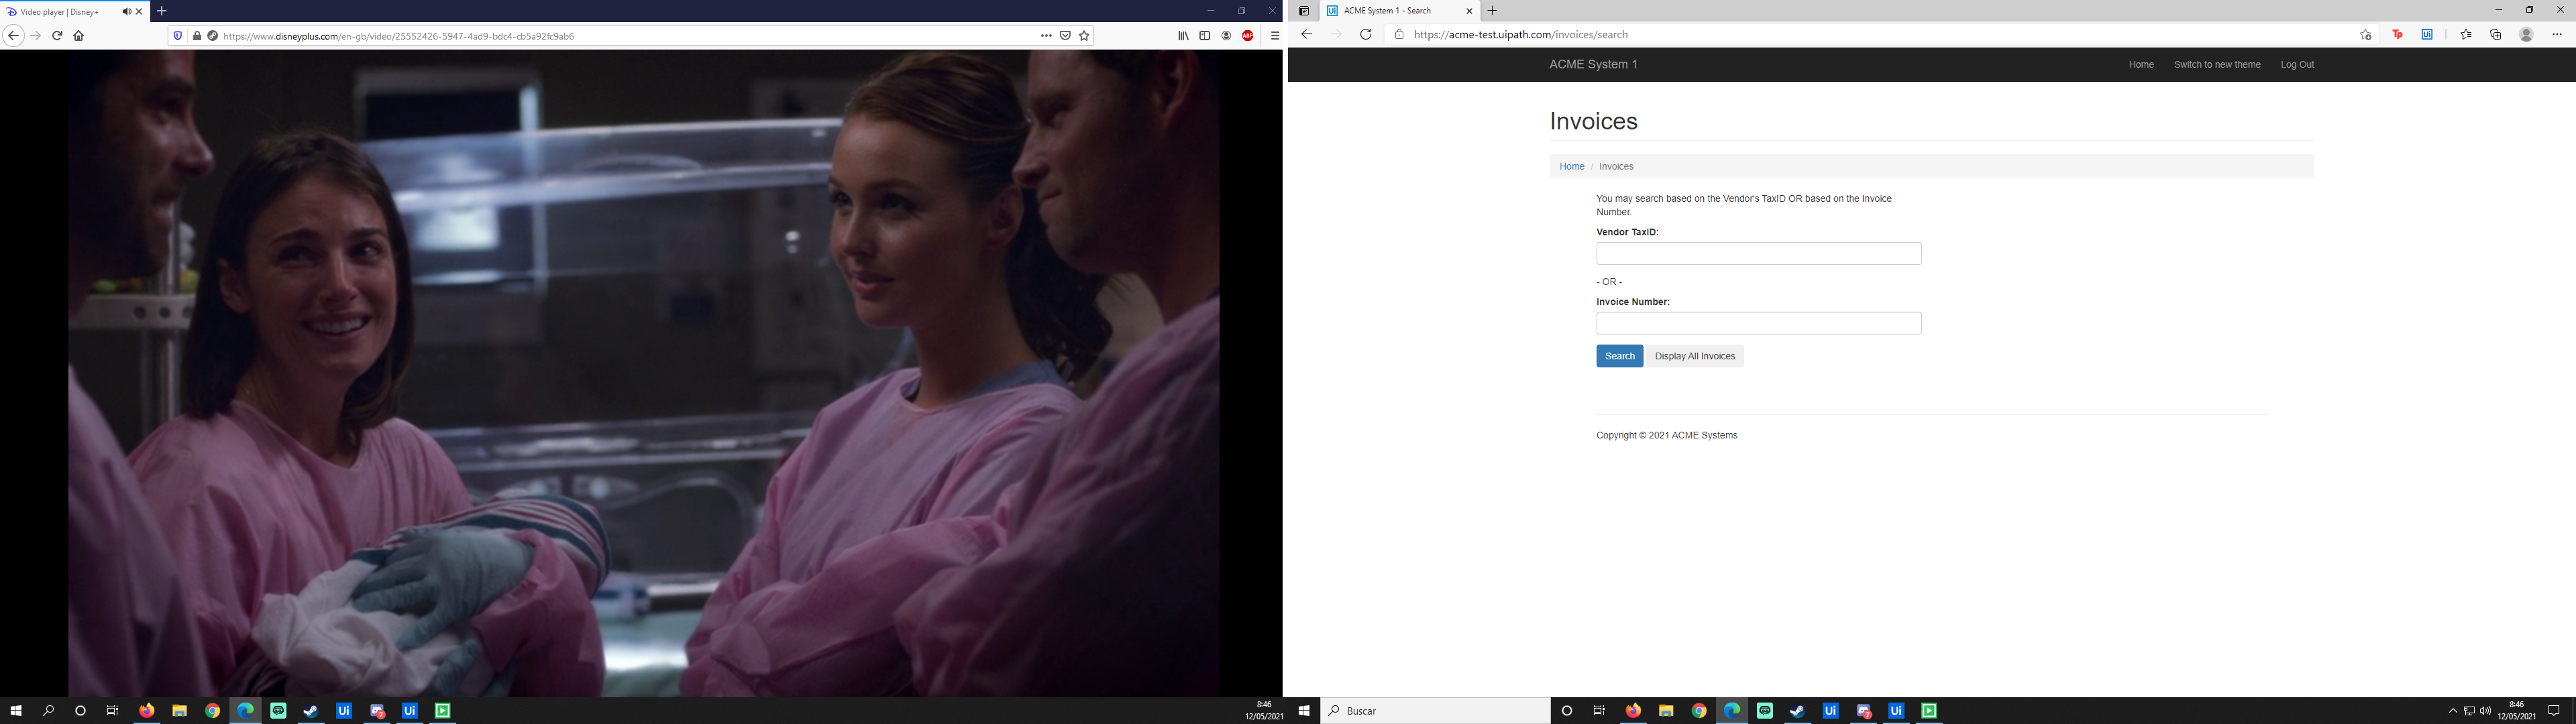 Video player | Disney+
https://www.disneyplus.com/en-gb/video/25552426-5947-4ad9-bdc4-cb5a92fc9ab6
ABP
8:46
12/05/2021
ACME System 1 - Search
https://acme-test.uipath.com/invoices/search
ACME System 1
Home
Switch to new theme
Log Out
Invoices
Home / Invoices
You may search based on the Vendor's TaxID OR based on the Invoice
Number.
Vendor TaxID:
- OR -
Invoice Number:
Search
Display All Invoices
Copyright © 2021 ACME Systems
Buscar
8:46
12/05/2021